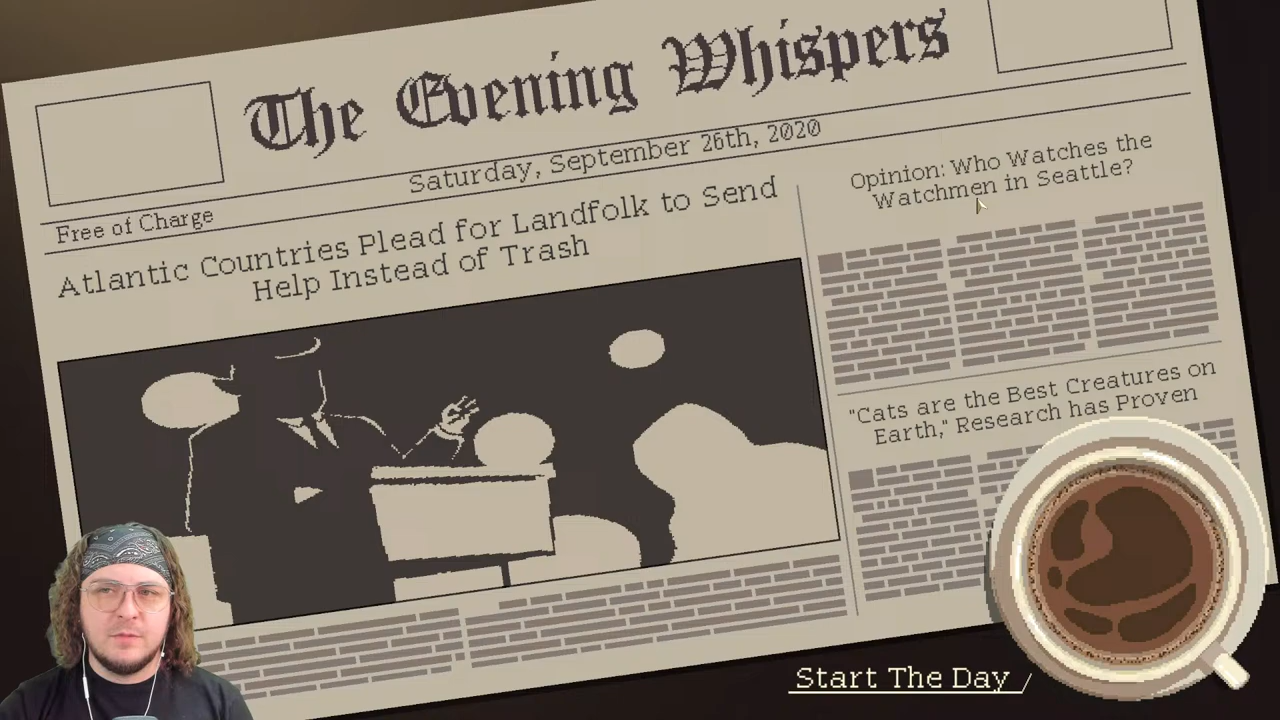 The Evening Whispers
Saturday, September 26th, 2020
Free of Charge
Atlantic Countries Plead for Landfolk to Send
Help Instead of Trash
Opinion: Who Watches the
Watchmen in Seattle?
"Cats are the Best Creatures on
Earth," Research has Proven
Start The Day